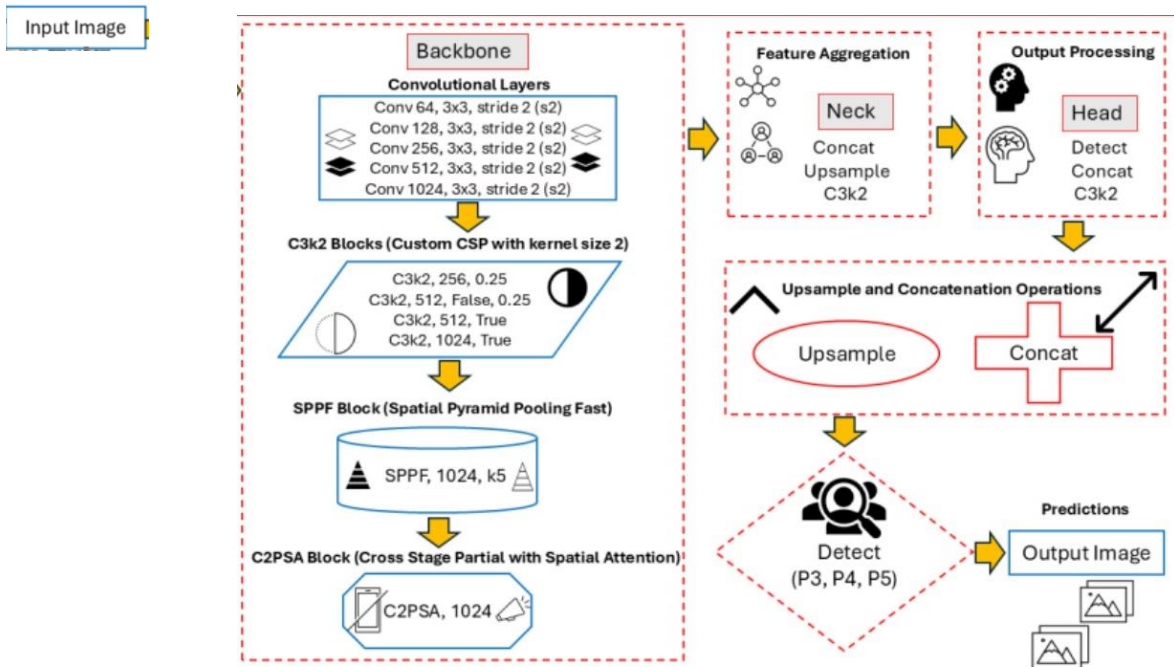 Input Image
Backbone
Convolutional Layers
Conv 64, 3x3, stride 2 (s2)
Conv 128, 3x3, stride 2 (s2)
Conv 256, 3x3, stride 2 (s2)
Conv 512, 3x3, stride 2 (s2)
Conv 1024, 3x3, stride 2 (s2)
C3k2 Blocks (Custom CSP with kernel size 2)
C3k2, 256, 0.25
C3k2, 512, False, 0.25
C3k2, 512, True
C3k2, 1024, True
SPPF Block (Spatial Pyramid Pooling Fast)
SPPF, 1024, k5
C2PSA Block (Cross Stage Partial with Spatial Attention)
C2PSA, 1024
Feature Aggregation
Neck
Concat
Upsample
C3k2
Output Processing
Head
Detect
Concat
C3k2
Upsample and Concatenation Operations
Upsample
Concat
Detect
(P3, P4, P5)
Predictions
Output Image